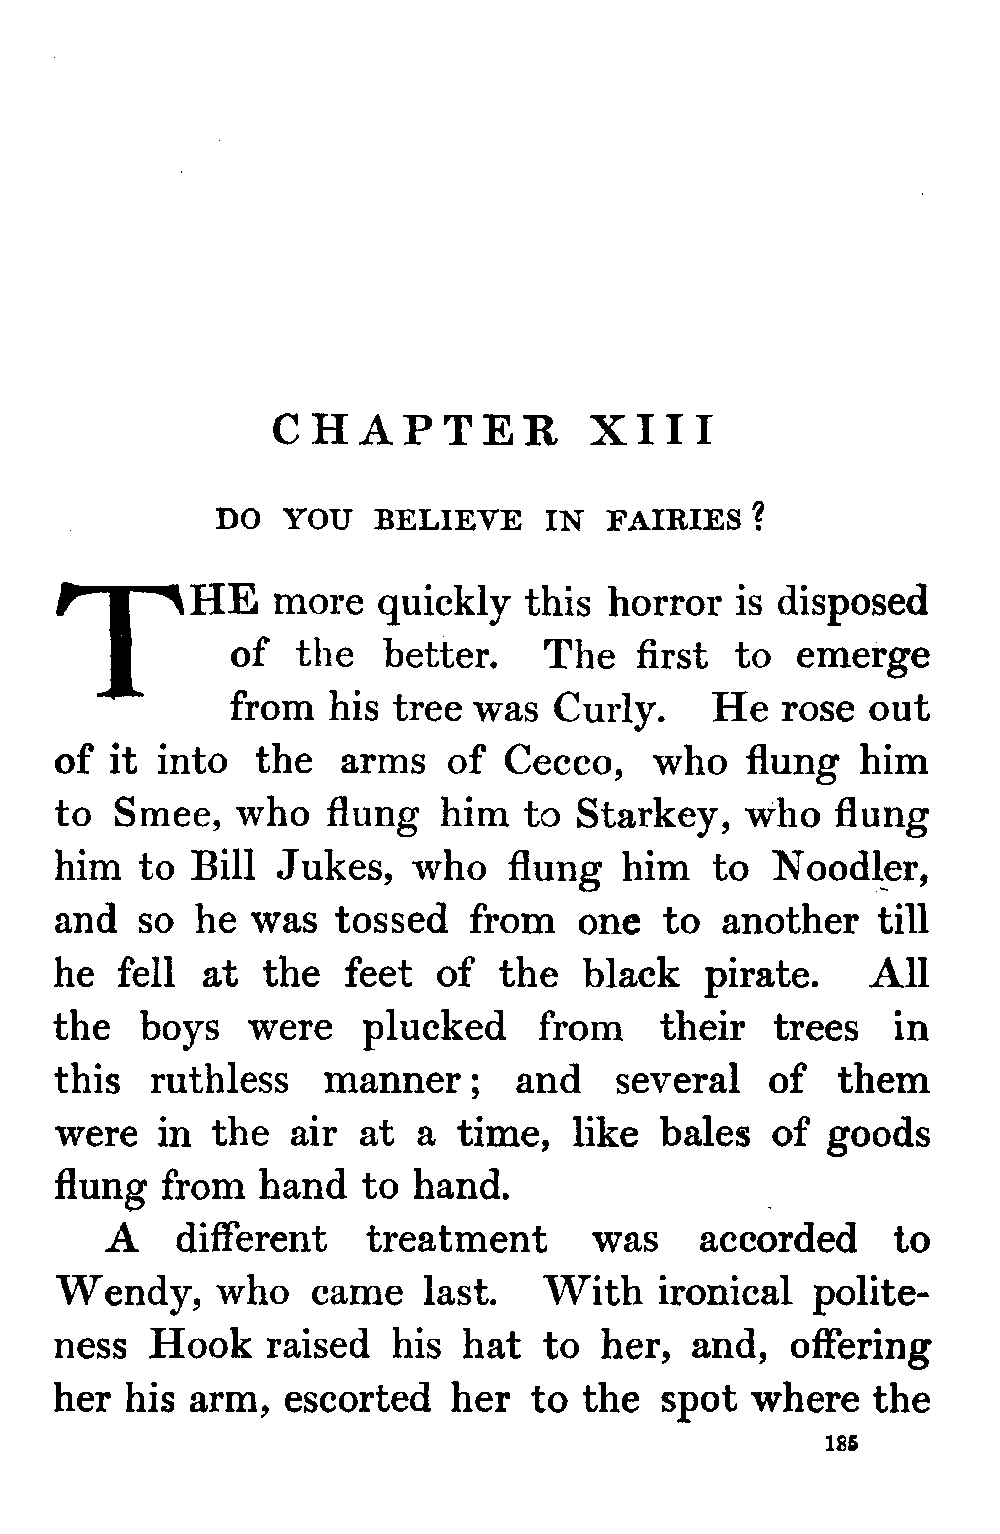 CHAPTER XIII
DO YOU BELIEVE IN FAIRIES?
THE more quickly this horror is disposed
of the better. The first to emerge
from his tree was Curly. He rose out
of it into the arms of Cecco, who flung him
to Smee, who flung him to Starkey, who flung
him to Bill Jukes, who flung him to Noodler,
and so he was tossed from one to another till
he fell at the feet of the black pirate. All
the boys were plucked from their trees in
this ruthless manner; and several of them
were in the air at a time, like bales of goods
flung from hand to hand.
A different treatment was accorded to
Wendy, who came last. With ironical polite-
ness Hook raised his hat to her, and, offering
her his arm, escorted her to the spot where the
185